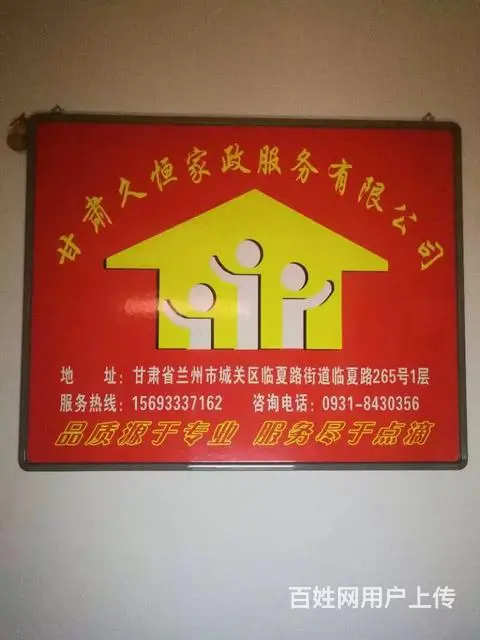 甘肃久恒家政服务有限公司
地 址：甘肃省兰州市城关区临夏路街道临夏路265号1层
服务热线：15693337162 咨询电话：0931-8430356
品质源于专业 服务尽于点滴
百姓网用户上传